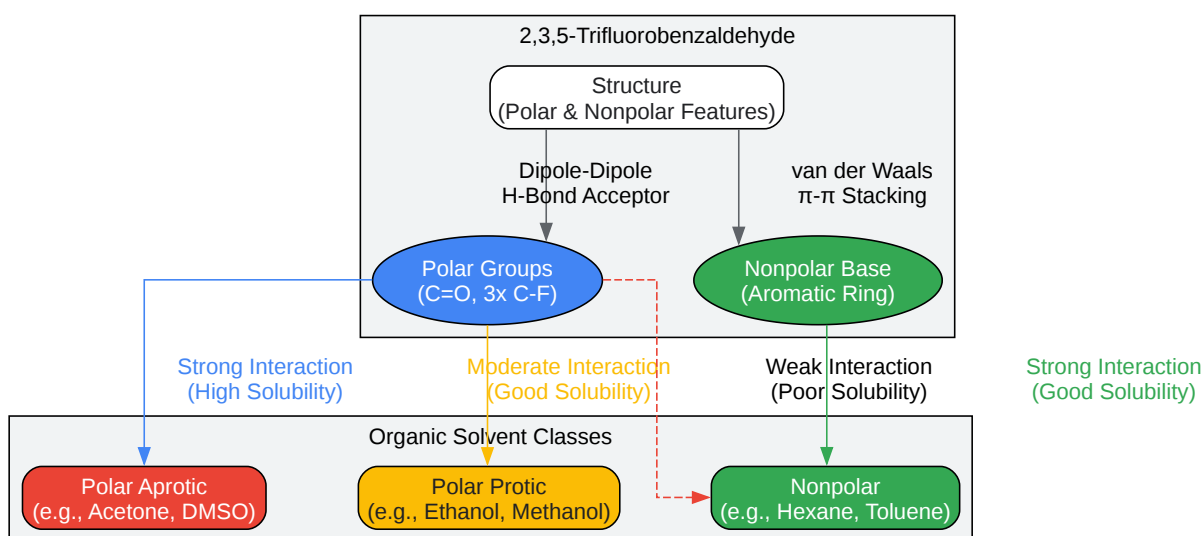 2,3,5-Trifluorobenzaldehyde
Structure
(Polar & Nonpolar Features)
Dipole-Dipole
H-Bond Acceptor
van der Waals
π-π Stacking
Polar Groups
(C=O, 3x C-F)
Nonpolar Base
(Aromatic Ring)
Strong Interaction
(High Solubility)
Moderate Interaction
(Good Solubility)
Weak Interaction
(Poor Solubility)
Strong Interaction
(Good Solubility)
Organic Solvent Classes
Polar Aprotic
(e.g., Acetone, DMSO)
Polar Protic
(e.g., Ethanol, Methanol)
Nonpolar
(e.g., Hexane, Toluene)